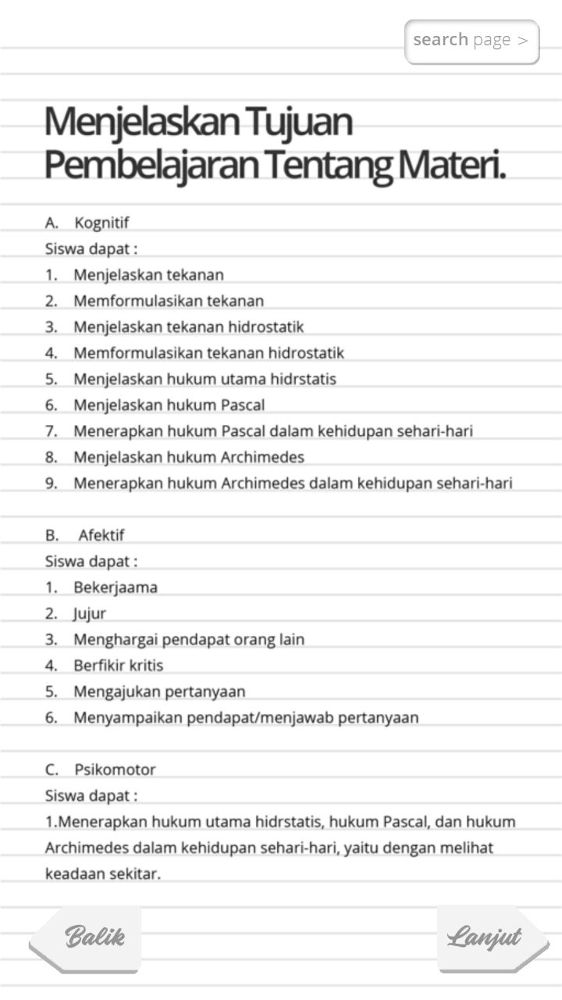 search page >
Menjelaskan Tujuan
Pembelajaran Tentang Materi.
A. Kognitif
Siswa dapat :
1. Menjelaskan tekanan
2. Memformulasikan tekanan
3. Menjelaskan tekanan hidrostatik
4. Memformulasikan tekanan hidrostatik
5. Menjelaskan hukum utama hidrstatis
6. Menjelaskan hukum Pascal
7. Menerapkan hukum Pascal dalam kehidupan sehari-hari
8. Menjelaskan hukum Archimedes
9. Menerapkan hukum Archimedes dalam kehidupan sehari-hari
B. Afektif
Siswa dapat :
1. Bekerjaama
2. Jujur
3. Menghargai pendapat orang lain
4. Berfikir kritis
5. Mengajukan pertanyaan
6. Menyampaikan pendapat/menjawab pertanyaan
C. Psikomotor
Siswa dapat :
1.Menerapkan hukum utama hidrstatis, hukum Pascal, dan hukum
Archimedes dalam kehidupan sehari-hari, yaitu dengan melihat
keadaan sekitar.
Balik
Lanjut